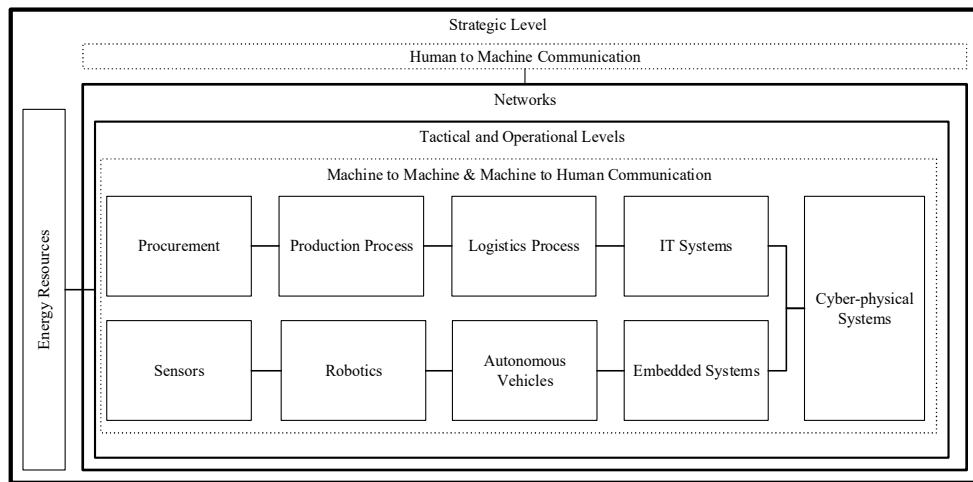 Strategic Level
Human to Machine Communication
Networks
Tactical and Operational Levels
Machine to Machine & Machine to Human Communication
Energy Resources
Procurement
Production Process
Logistics Process
IT Systems
Cyber-physical
Systems
Sensors
Robotics
Autonomous
Vehicles
Embedded Systems